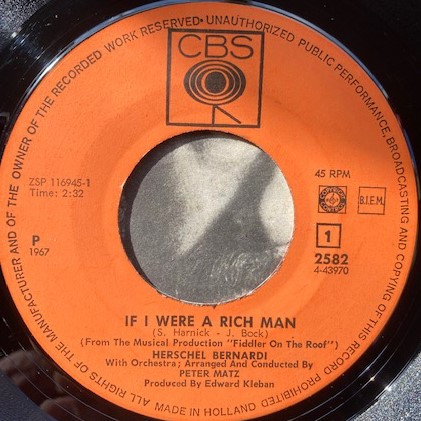 ALL RIGHTS OF THE MANUFACTURER AND OF THE OWNER OF THE RECORDED WORK RESERVED • UNAUTHORIZED PUBLIC PERFORMANCE, BROADCASTING AND COPYING OF THIS RECORD PROHIBITED
CBS
ZSP 116945-1
Time: 2:32
45 RPM
B.I.E.M.
P
1967
1
2582
4-43970
IF I WERE A RICH MAN
(S. Harnick - J. Bock)
(From The Musical Production "Fiddler On The Roof")
HERSCHEL BERNARDI
With Orchestra; Arranged And Conducted By
PETER MATZ
Produced By Edward Kleban
MADE IN HOLLAND